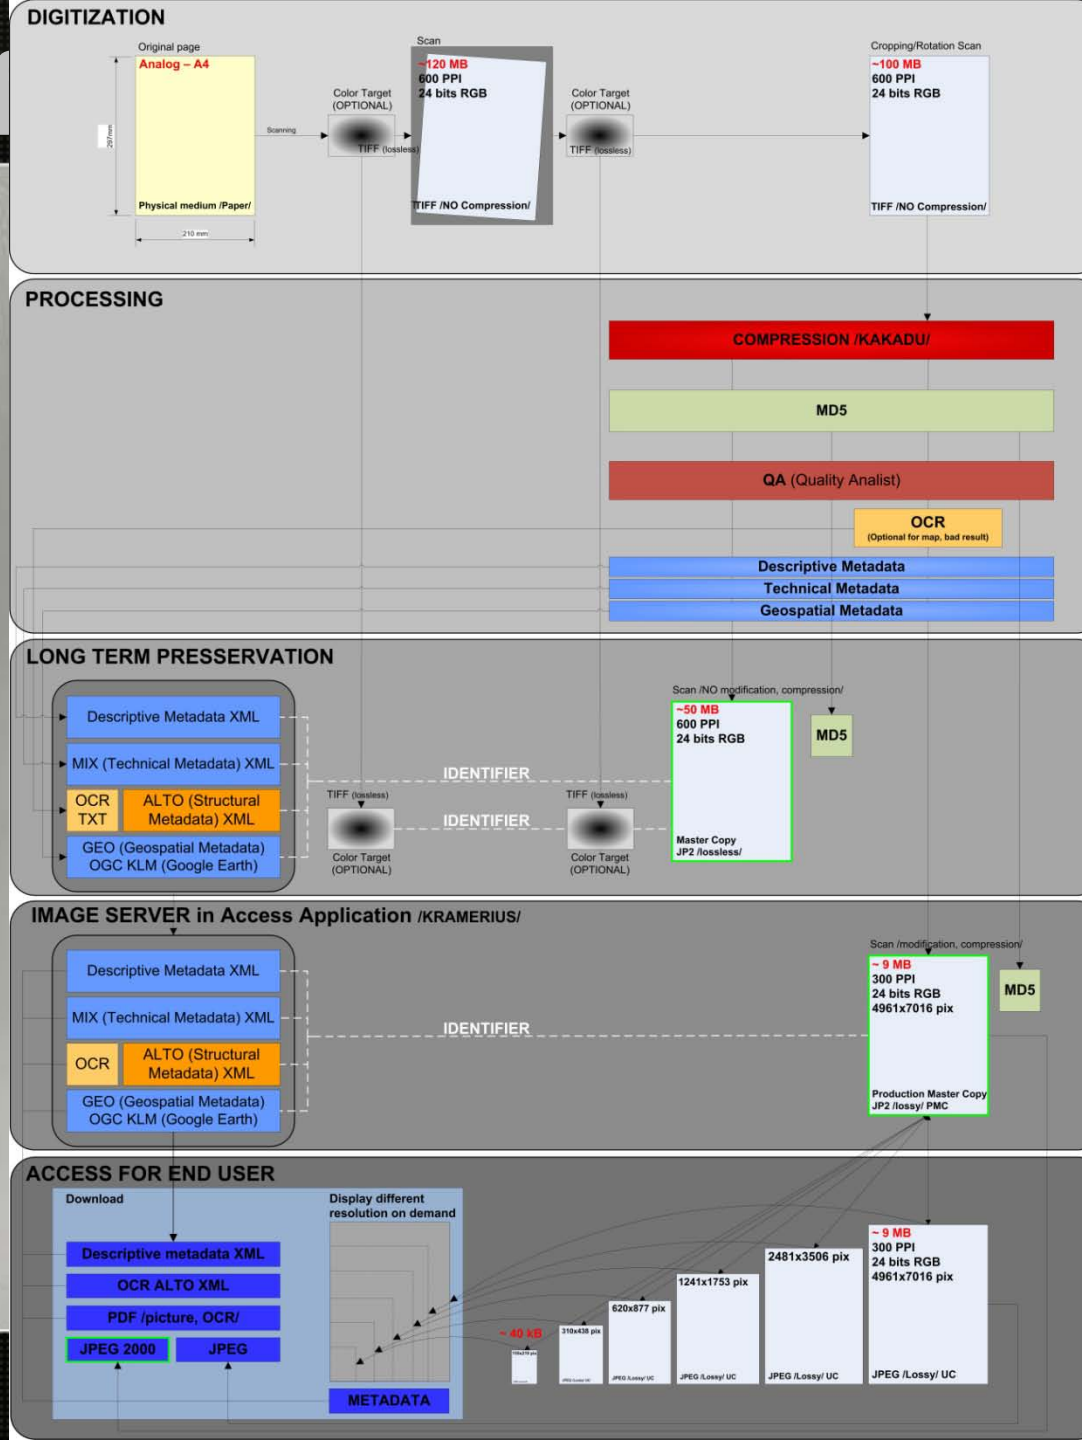 DIGITIZATION
Original page
Analog – A4
297mm
Physical medium /Paper/
210 mm
Scanning
Color Target
(OPTIONAL)
TIFF (lossless)
Scan
~120 MB
600 PPI
24 bits RGB
TIFF /NO Compression/
Color Target
(OPTIONAL)
TIFF (lossless)
Cropping/Rotation Scan
~100 MB
600 PPI
24 bits RGB
TIFF /NO Compression/
PROCESSING
COMPRESSION /KAKADU/
MD5
QA (Quality Analist)
OCR
(Optional for map, bad result)
Descriptive Metadata
Technical Metadata
Geospatial Metadata
LONG TERM PRESSERVATION
Descriptive Metadata XML
MIX (Technical Metadata) XML
OCR
TXT
ALTO (Structural
Metadata) XML
GEO (Geospatial Metadata)
OGC KLM (Google Earth)
IDENTIFIER
IDENTIFIER
TIFF (lossless)
Color Target
(OPTIONAL)
TIFF (lossless)
Color Target
(OPTIONAL)
Scan /NO modification, compression/
~50 MB
600 PPI
24 bits RGB
Master Copy
JP2 /lossless/
MD5
IMAGE SERVER in Access Application /KRAMERIUS/
Descriptive Metadata XML
MIX (Technical Metadata) XML
OCR
ALTO (Structural
Metadata) XML
GEO (Geospatial Metadata)
OGC KLM (Google Earth)
IDENTIFIER
Scan /modification, compression/
~ 9 MB
300 PPI
24 bits RGB
4961x7016 pix
Production Master Copy
JP2 /lossy/ PMC
MD5
ACCESS FOR END USER
Download
Descriptive metadata XML
OCR ALTO XML
PDF /picture, OCR/
JPEG 2000
JPEG
Display different
resolution on demand
METADATA
~ 40 kB
310x438 pix
JPEG /Lossy/ UC
620x877 pix
JPEG /Lossy/ UC
1241x1753 pix
JPEG /Lossy/ UC
2481x3506 pix
JPEG /Lossy/ UC
~ 9 MB
300 PPI
24 bits RGB
4961x7016 pix
JPEG /Lossy/ UC